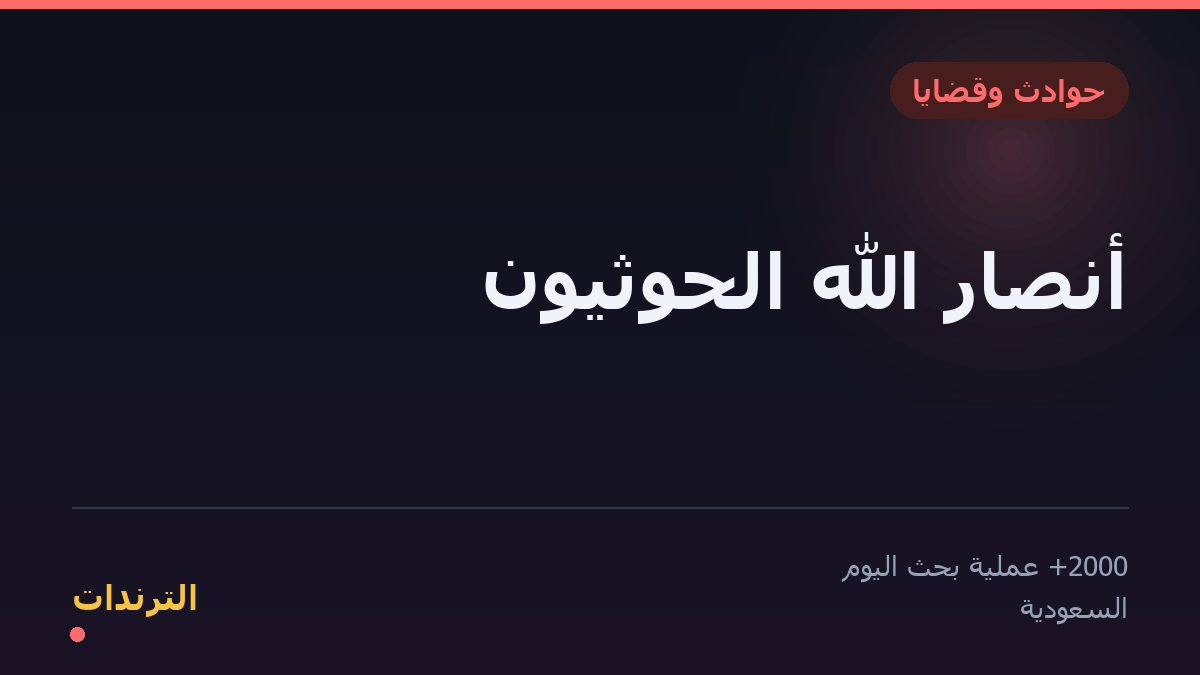 حوادث وقضايا
أنصار الله الحوثيون
2000+ عملية بحث اليوم
السعودية
الترندات